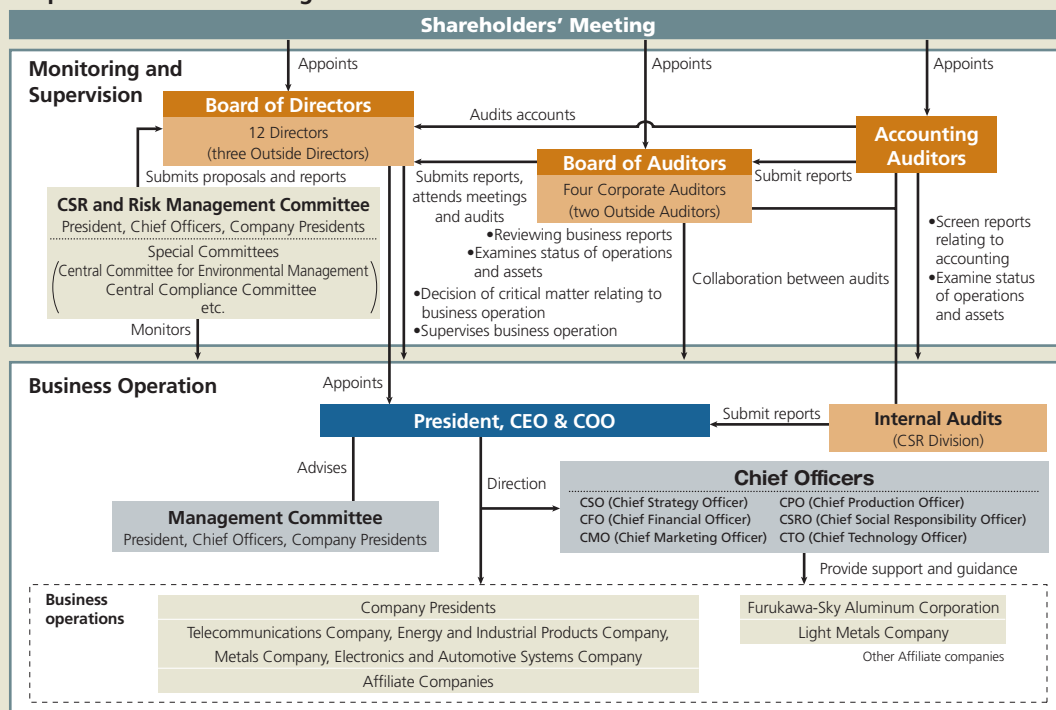 Shareholders' Meeting
Monitoring and
Supervision
Appoints
Appoints
Appoints
Board of Directors
12 Directors
(three Outside Directors)
Audits accounts
Accounting
Auditors
Board of Auditors
Four Corporate Auditors
(two Outside Auditors)
Submit reports
Submits proposals and reports
Submits reports,
attends meetings
and audits
CSR and Risk Management Committee
President, Chief Officers, Company Presidents
Special Committees
(Central Committee for Environmental Management
Central Compliance Committee
etc.)
Monitors
•Reviewing business reports
•Examines status of operations
and assets
•Decision of critical matter relating to
business operation
•Supervises business operation
Collaboration between audits
•Screen reports
relating to
accounting
•Examine status
of operations
and assets
Business Operation
Appoints
President, CEO & COO
Submit reports
Internal Audits
(CSR Division)
Advises
Direction
Management Committee
President, Chief Officers, Company Presidents
Chief Officers
CSO (Chief Strategy Officer)
CFO (Chief Financial Officer)
CMO (Chief Marketing Officer)
CPO (Chief Production Officer)
CSRO (Chief Social Responsibility Officer)
CTO (Chief Technology Officer)
Provide support and guidance
Business
operations
Company Presidents
Telecommunications Company, Energy and Industrial Products Company,
Metals Company, Electronics and Automotive Systems Company
Affiliate Companies
Furukawa-Sky Aluminum Corporation
Light Metals Company
Other Affiliate companies